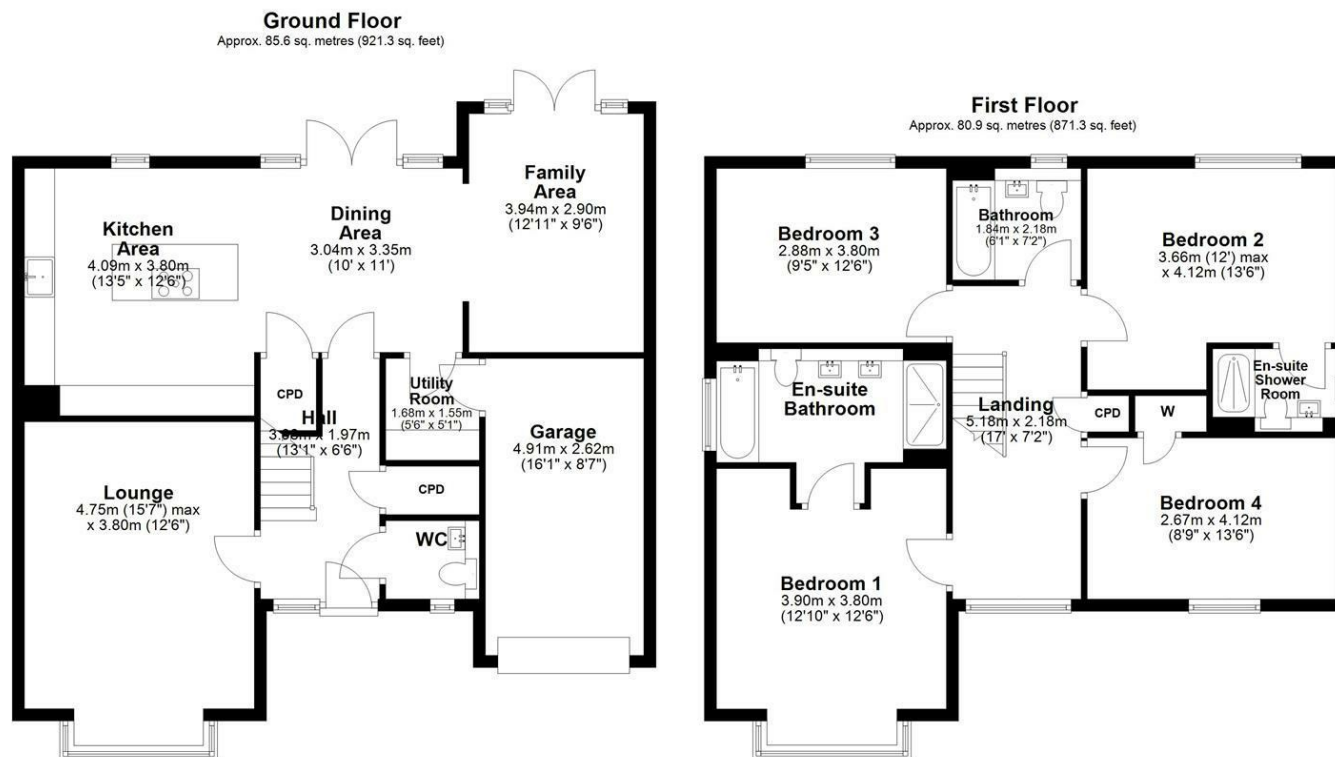 Ground Floor
Approx. 85.6 sq. metres (921.3 sq. feet)
Family
Area
3.94m x 2.90m
(12'11" x 9'6")
Kitchen
Area
4.09m x 3.80m
(13'5" x 12'6")
Dining
Area
3.04m x 3.35m
(10' x 11')
CPD
Utility
Room
1.68m x 1.55m
(5'6" x 5'1")
Hall
x 1.97m
(13'1" x 6'6")
Garage
4.91m x 2.62m
(16'1" x 8'7")
Lounge
4.75m (15'7") max
x 3.80m (12'6")
CPD
WC
First Floor
Approx. 80.9 sq. metres (871.3 sq. feet)
Bedroom 3
2.88m x 3.80m
(9'5" x 12'6")
Bathroom
1.84m x 2.18m
(6'1" x 7'2")
Bedroom 2
3.66m (12') max
x 4.12m (13'6")
En-suite
Bathroom
En-suite
Shower
Room
Landing
5.18m x 2.18m
(17' x 7'2")
CPD
W
Bedroom 1
3.90m x 3.80m
(12'10" x 12'6")
Bedroom 4
2.67m x 4.12m
(8'9" x 13'6")